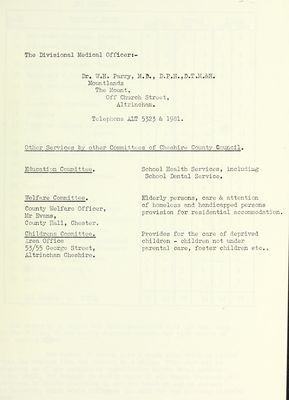 The Divisional Medical Officer:-
Dr. W.H. Parry, M.B., D.P.H.,D.T.M.&H.
Mountlands
The Mount,
Off Church Street,
Altrincham.
Telephone ALT 5323 & 1981.
Other Services by other Committees of Cheshire County Council.
Education Committee. School Health Services, including
School Dental Service.
Welfare Committee. Elderly persons, care & attention
County Welfare Officer, of homeless and handicapped persons
Mr Evans, provision for residential accommodation.
County Hall, Chester.
Childrens Committee. Provides for the care of deprived
Area Office children - children not under
53/55 George Street, parental care, foster children etc..
Altrincham Cheshire.